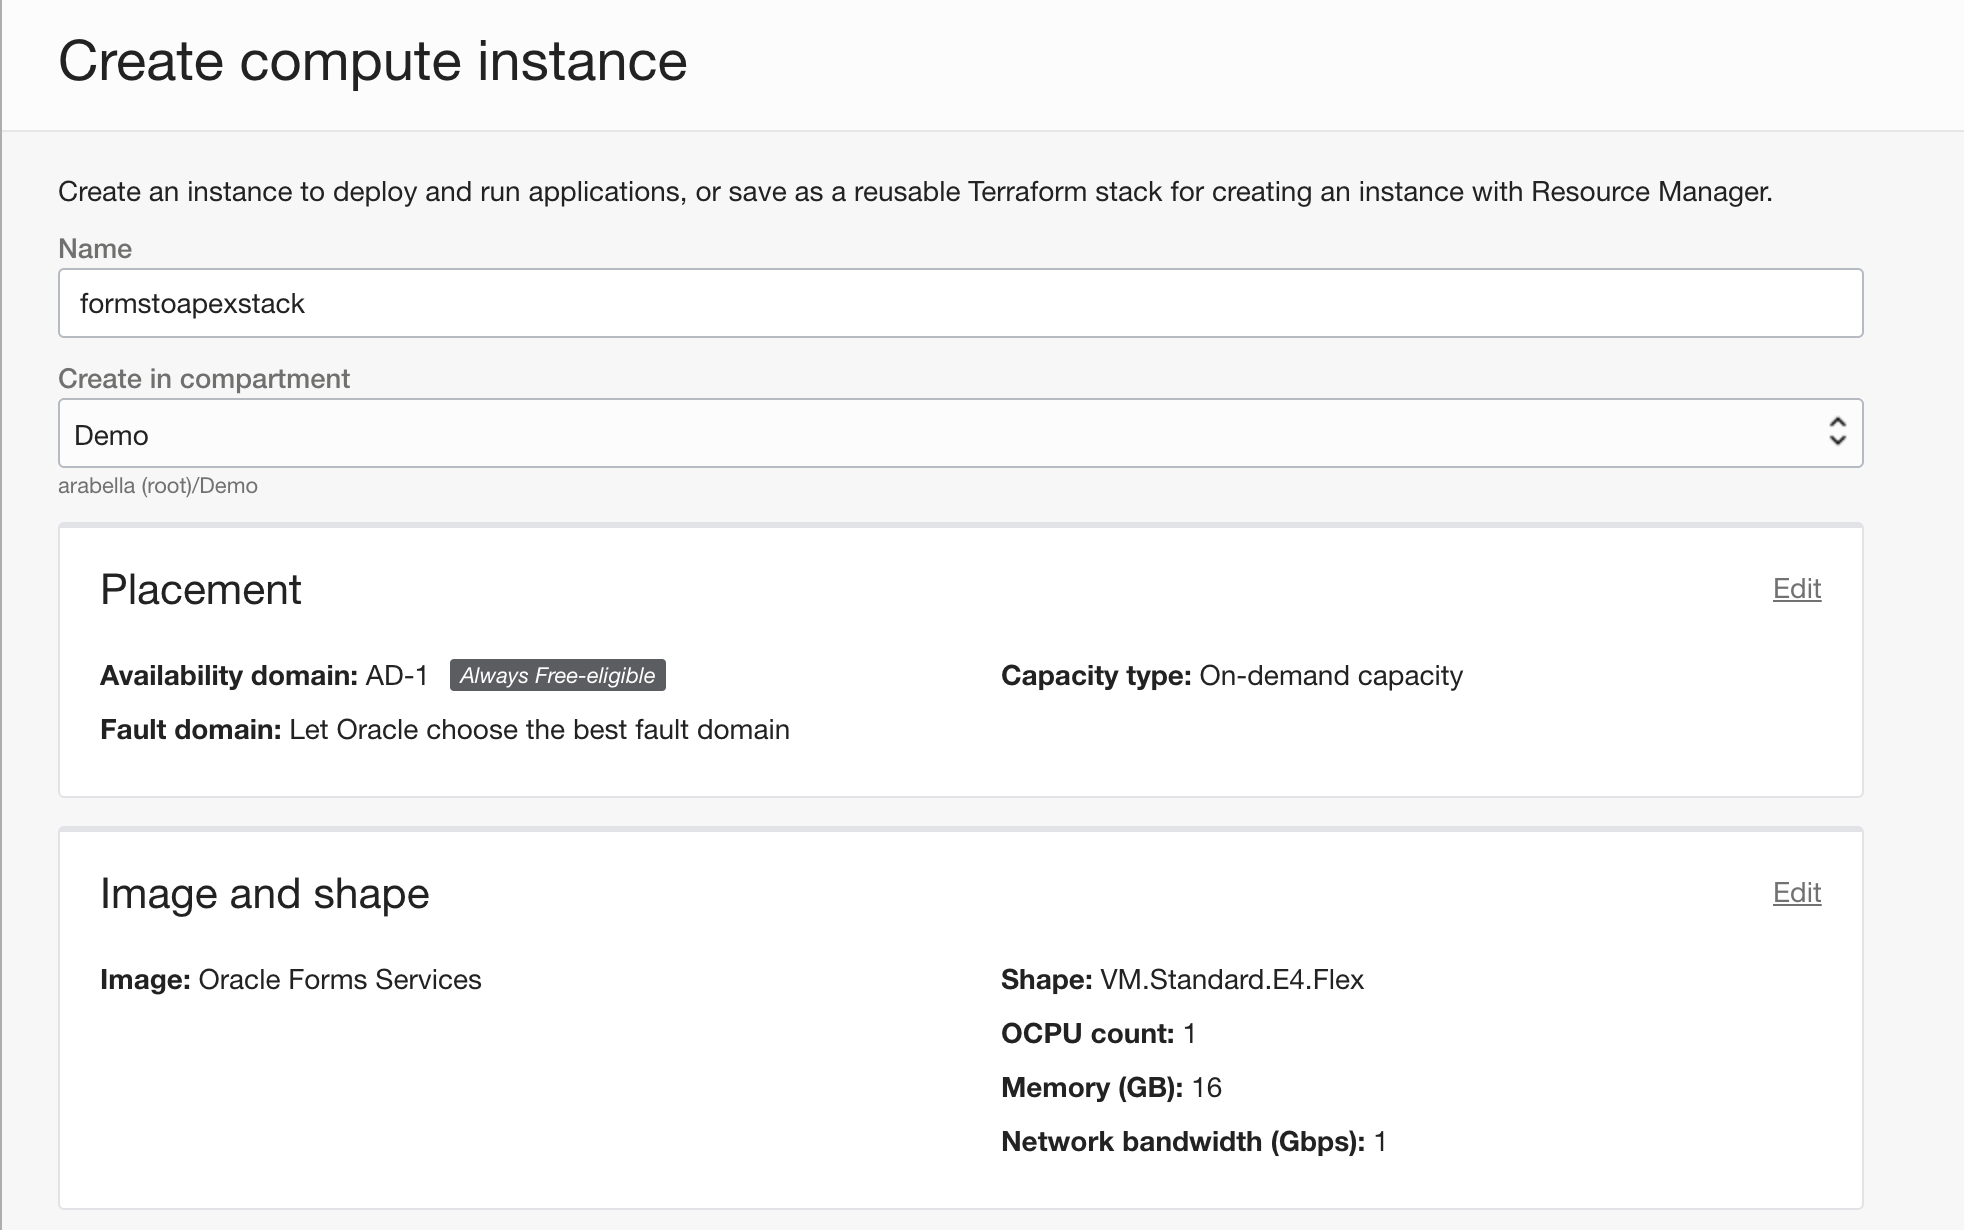 Create compute instance
Create an instance to deploy and run applications, or save as a reusable Terraform stack for creating an instance with Resource Manager.
Name
formstoapexstack
Create in compartment
Demo
arabella (root)/Demo
Placement
Edit
Availability domain: AD-1 Always Free-eligible
Capacity type: On-demand capacity
Fault domain: Let Oracle choose the best fault domain
Image and shape
Edit
Image: Oracle Forms Services
Shape: VM.Standard.E4.Flex
OCPU count: 1
Memory (GB): 16
Network bandwidth (Gbps): 1